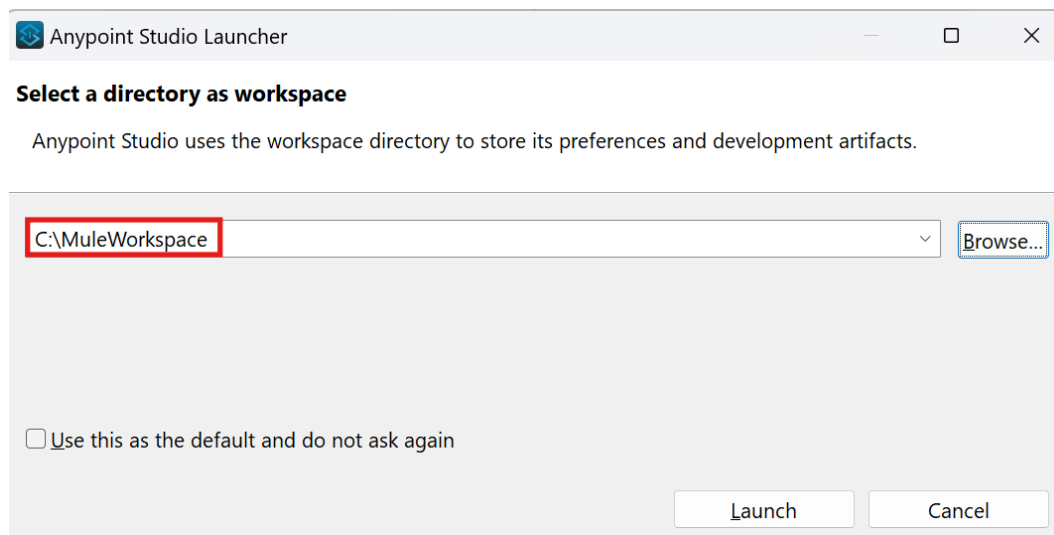 Anypoint Studio Launcher
Select a directory as workspace
Anypoint Studio uses the workspace directory to store its preferences and development artifacts.
C:\MuleWorkspace
Browse...
Use this as the default and do not ask again
Launch
Cancel